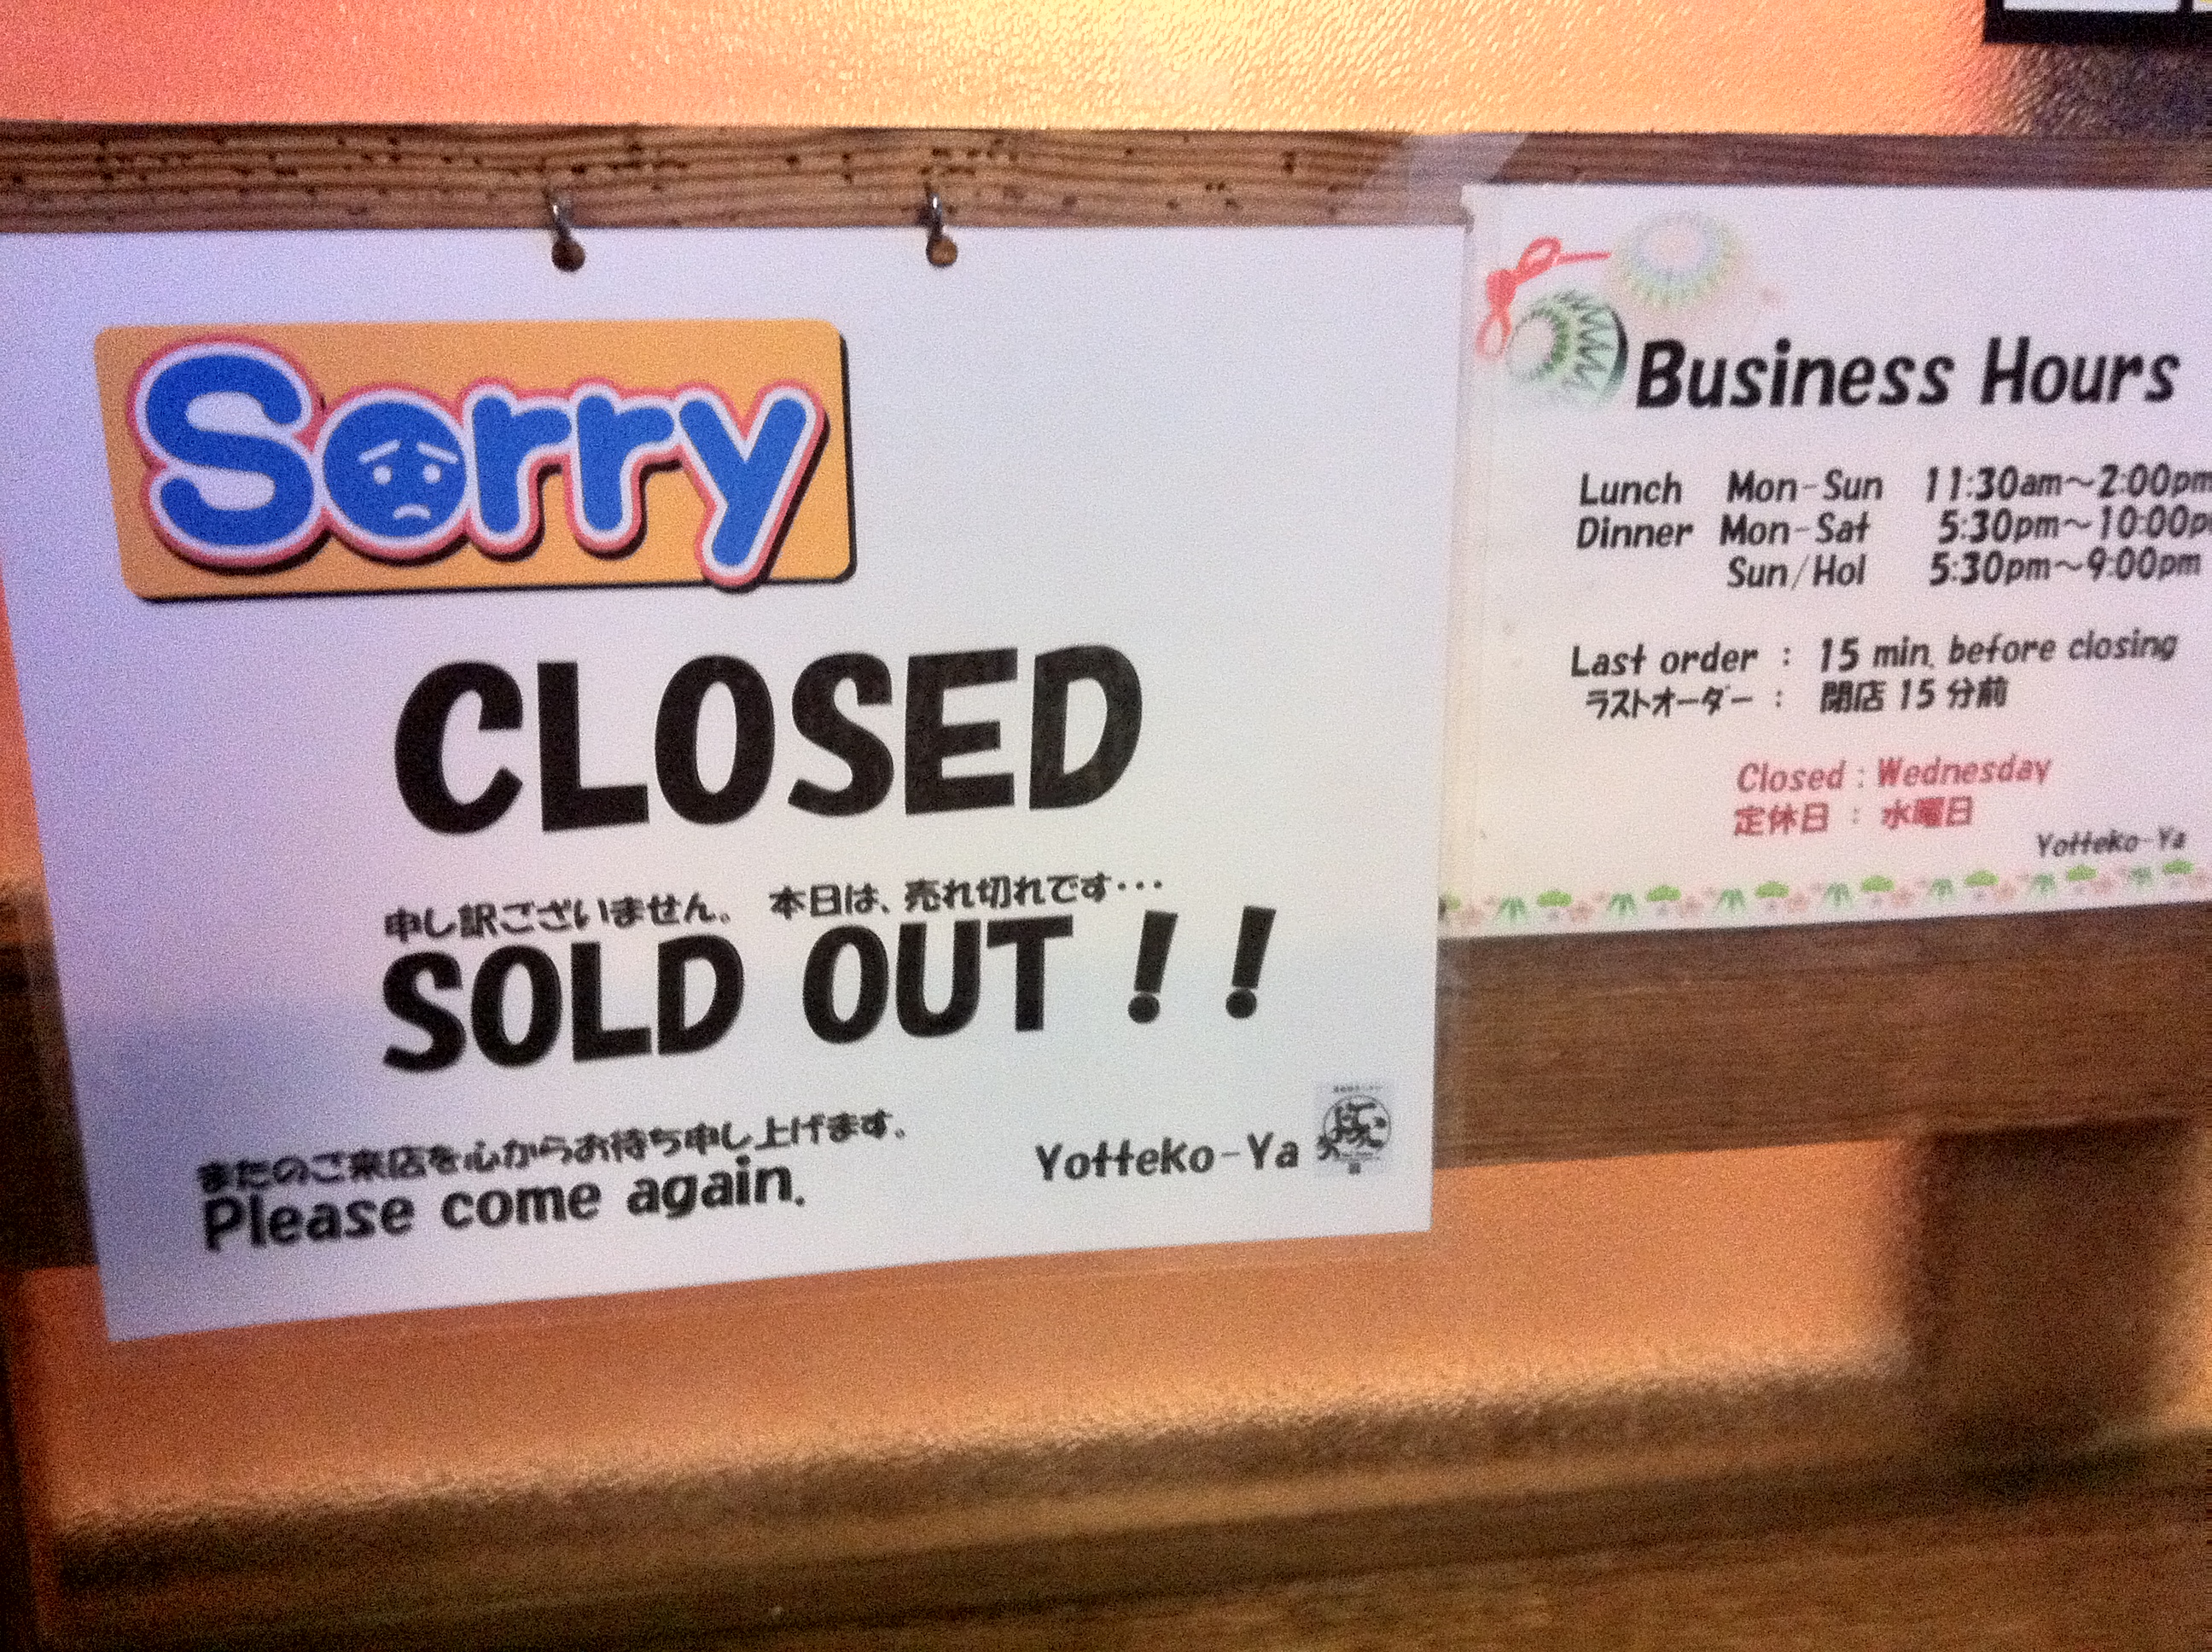 Sorry
CLOSED
申し訳ございません。 本日は、売れ切れです・・・
SOLD OUT！！
またのご来店を心からお待ち申し上げます。
Please come again.
Yotteko-Ya
Business Hours
Lunch Mon-Sun 11:30am～2:00pm
Dinner Mon-Sat 5:30pm～10:00p
Sun/Hol 5:30pm～9:00pm
Last order : 15 min. before closing
ラストオーダー : 閉店 15 分前
Closed : Wednesday
定休日 : 水曜日
Yotteko-Ya